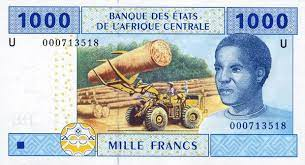 1000 BANQUE DES ÉTATS 1000
DE L'AFRIQUE CENTRALE
U 000713518
000713518 U
MILLE FRANCS